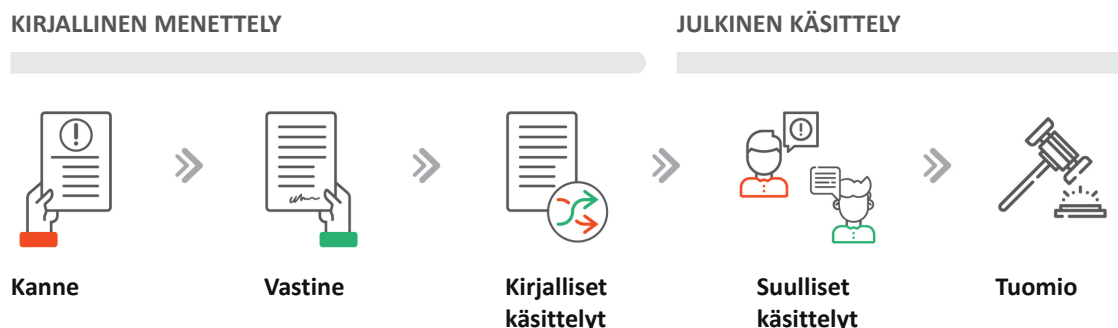 KIRJALLINEN MENETTELY
JULKINEN KÄSITTELY
Kanne
Vastine
Kirjalliset
käsittelyt
Suulliset
käsittelyt
Tuomio